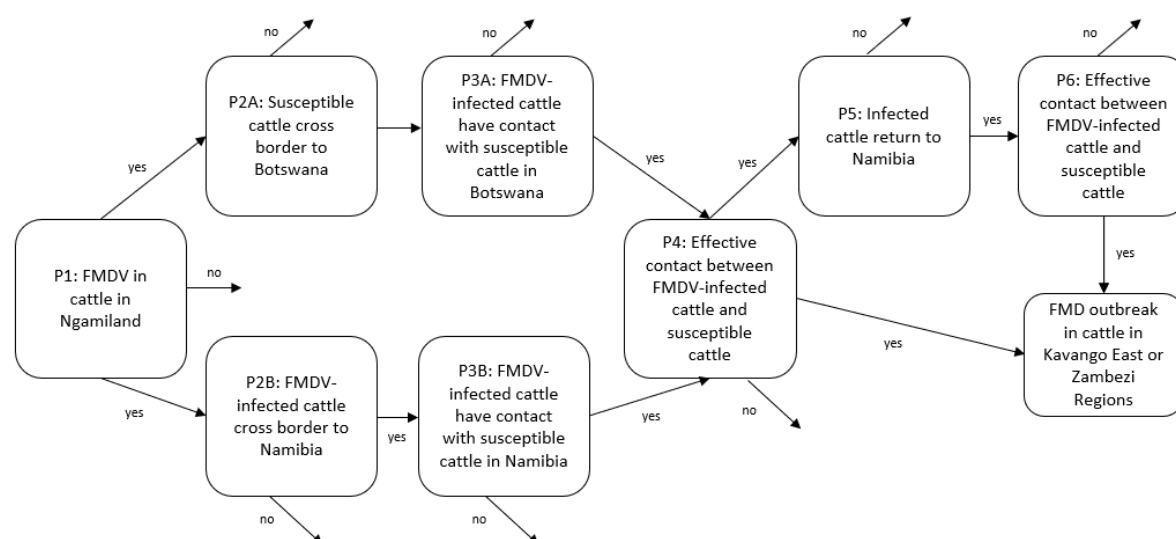 no
no
no
no
P2A: Susceptible
cattle cross
border to
Botswana
P3A: FMDV-
infected cattle
have contact
with susceptible
cattle in
Botswana
P5: Infected
cattle return to
Namibia
P6: Effective
contact between
FMDV-infected
cattle and
susceptible
cattle
yes
yes
yes
yes
P1: FMDV in
cattle in
Ngamiland
no
P4: Effective
contact between
FMDV-infected
cattle and
susceptible
cattle
yes
FMD outbreak
in cattle in
Kavango East or
Zambezi
Regions
yes
yes
P2B: FMDV-
infected cattle
cross border to
Namibia
yes
P3B: FMDV-
infected cattle
have contact
with susceptible
cattle in Namibia
yes
no
no
no